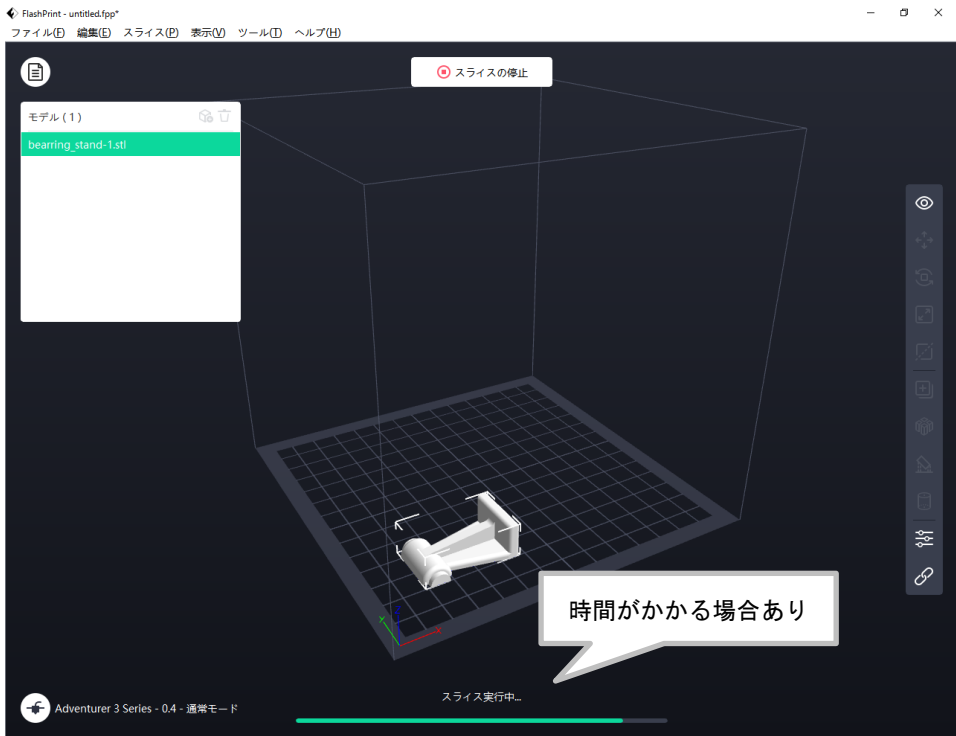 FlashPrint - untitled.fpp*
ファイル(F) 編集(E) スライス(P) 表示(V) ツール(T) ヘルプ(H)
スライスの停止
モデル ( 1 )
bearring_stand-1.stl
Y
X
時間がかかる場合あり
スライス実行中...
Adventurer 3 Series - 0.4 - 通常モード